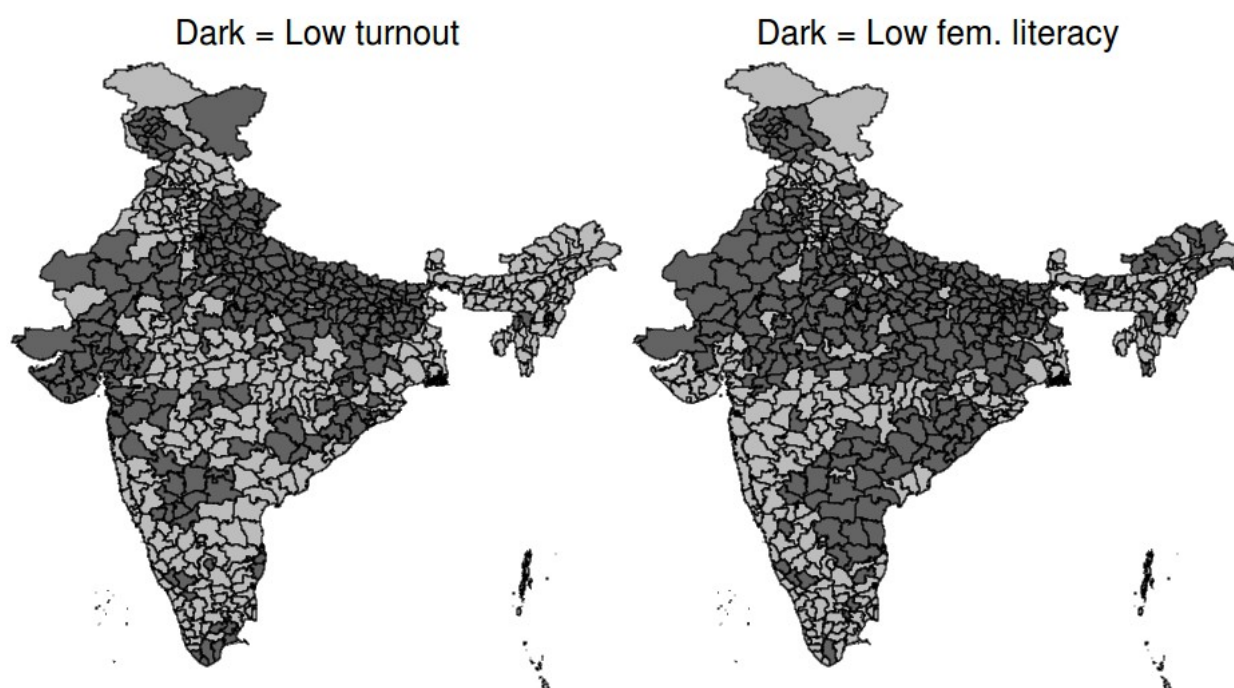 Dark = Low turnout
Dark = Low fem. literacy